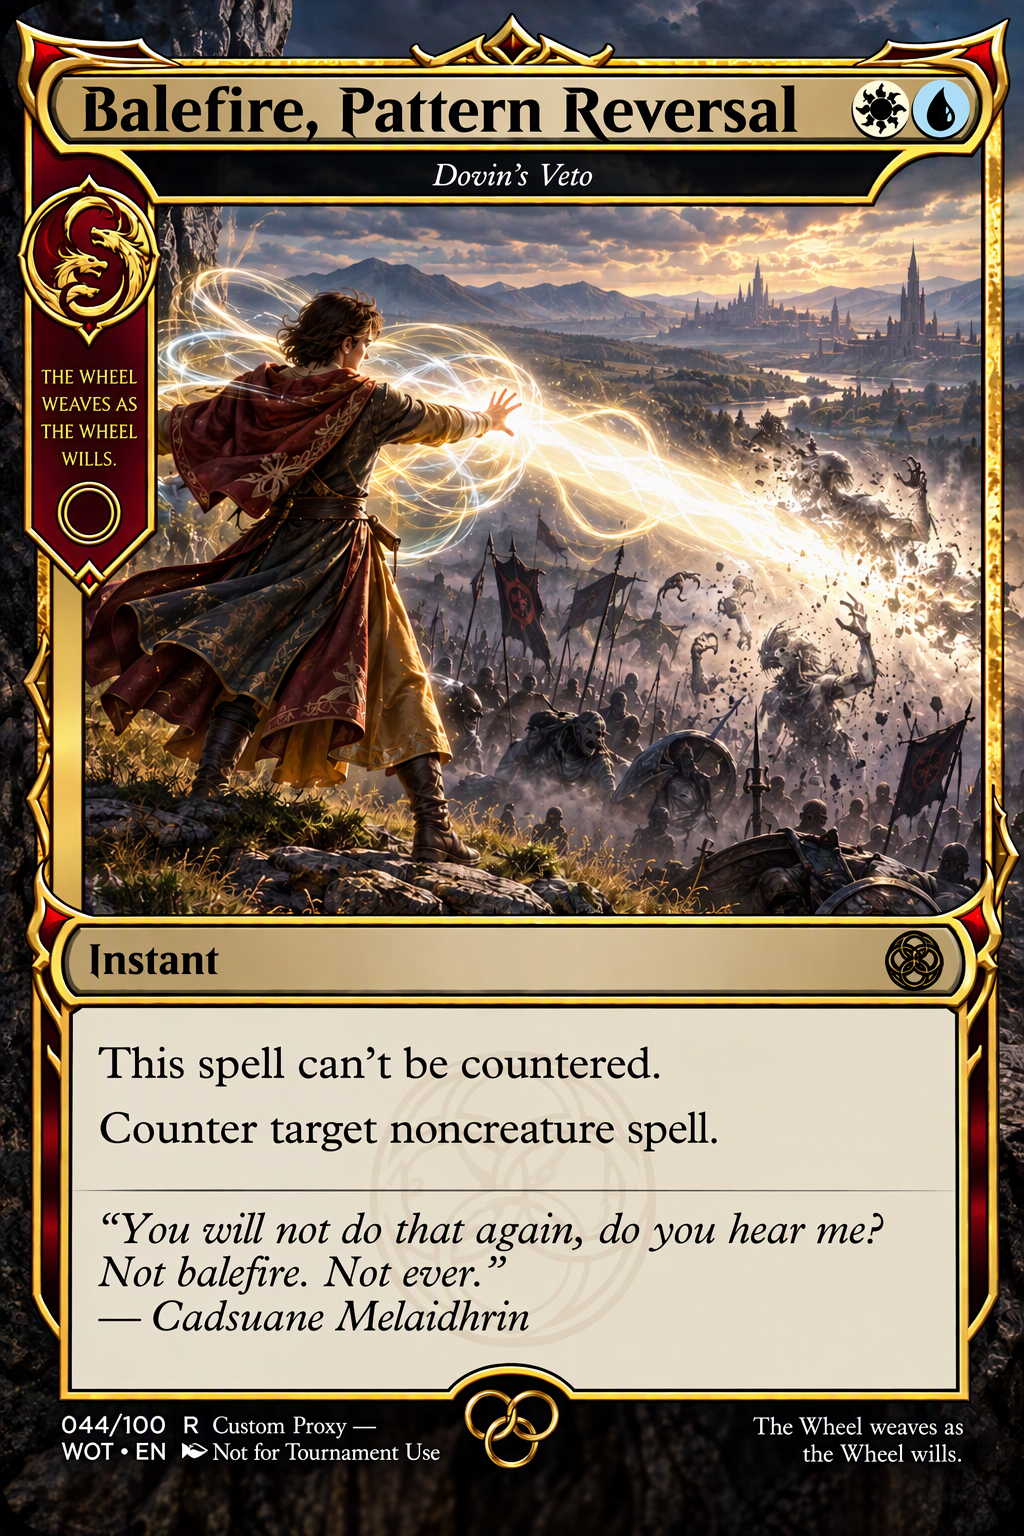 Balefire, Pattern Reversal
Dovin's Veto
THE WHEEL
WEAVES AS
THE WHEEL
WILLS.
Instant
This spell can't be countered.
Counter target noncreature spell.
“You will not do that again, do you hear me?
Not balefire. Not ever.”
— Cadsuane Melaidhrin
044/100 R Custom Proxy —
WOT • EN Not for Tournament Use
The Wheel weaves as
the Wheel wills.